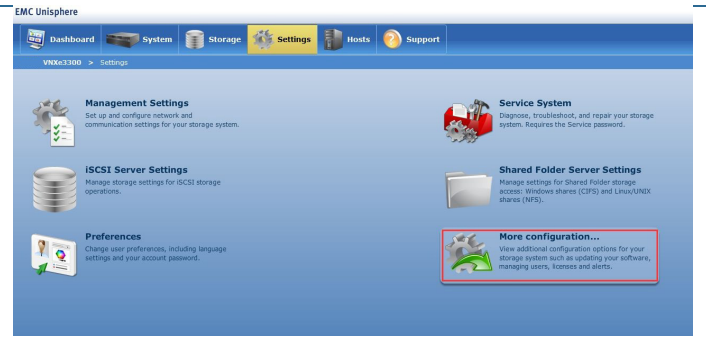 EMC Unisphere
Dashboard System Storage Settings Hosts Support
VNXe3300 > Settings
Management Settings
Set up and configure network and
communication settings for your storage system.
Service System
Diagnose, troubleshoot, and repair your storage
system. Requires the Service password.
iSCSI Server Settings
Manage storage settings for iSCSI storage
operations.
Shared Folder Server Settings
Manage settings for Shared Folder storage
access: Windows shares (CIFS) and Linux/UNIX
shares (NFS).
Preferences
Change user preferences, including language
settings and your account password.
More configuration...
View additional configuration options for your
storage system such as updating your software,
managing users, licenses and alerts.